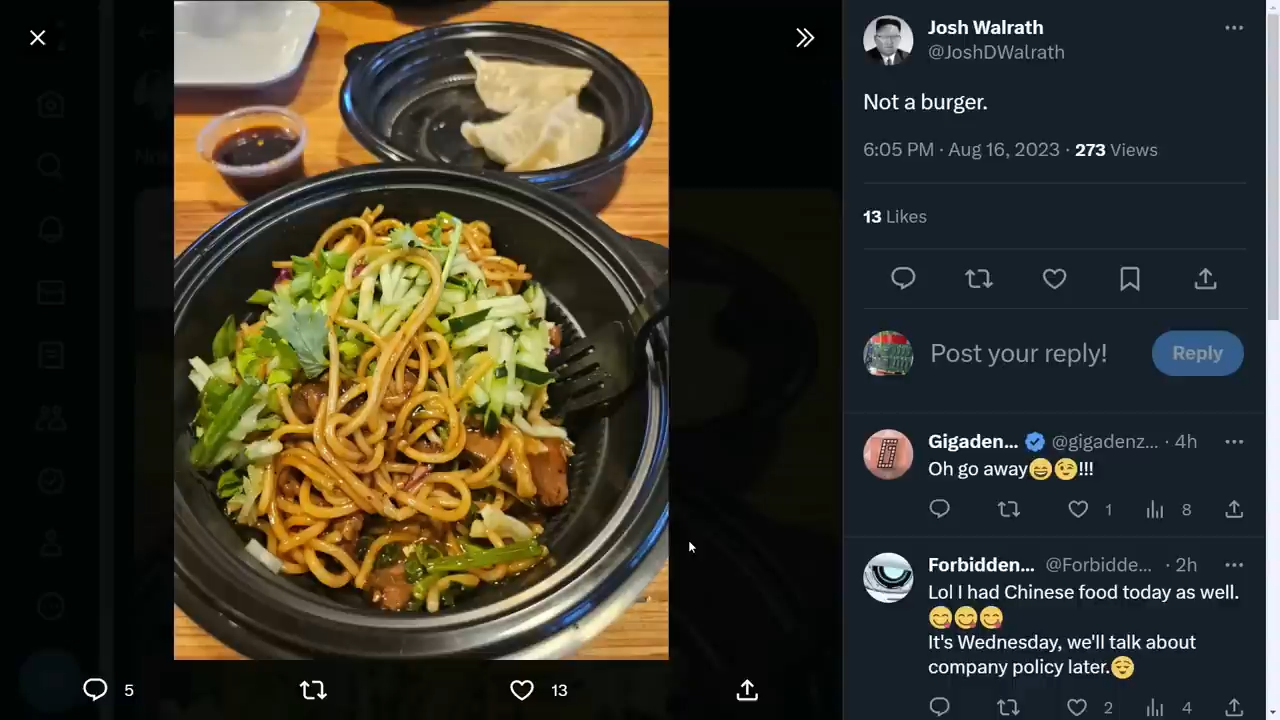 Josh Walrath
@JoshDWalrath
Not a burger.
6:05 PM · Aug 16, 2023 · 273 Views
13 Likes
Post your reply!
Reply
Gigaden... @gigadenz... · 4h
Oh go away😄😉!!!
1 8
Forbidden... @Forbidde... · 2h
Lol I had Chinese food today as well.
😋😋😋
It's Wednesday, we'll talk about
company policy later.😌
2 4
5 13